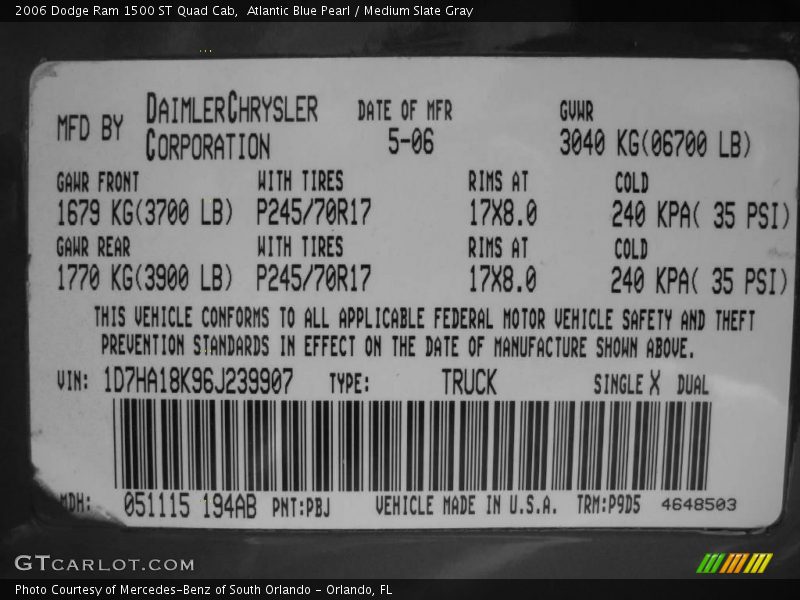 2006 Dodge Ram 1500 ST Quad Cab,  Atlantic Blue Pearl / Medium Slate Gray
MFD BY DAIMLERCHRYSLER CORPORATION DATE OF MFR 5-06 GVWR 3040 KG(06700 LB)
GAWR FRONT WITH TIRES RIMS AT COLD
1679 KG(3700 LB) P245/70R17 17X8.0 240 KPA( 35 PSI)
GAWR REAR WITH TIRES RIMS AT COLD
1770 KG(3900 LB) P245/70R17 17X8.0 240 KPA( 35 PSI)
THIS VEHICLE CONFORMS TO ALL APPLICABLE FEDERAL MOTOR VEHICLE SAFETY AND THEFT
PREVENTION STANDARDS IN EFFECT ON THE DATE OF MANUFACTURE SHOWN ABOVE.
VIN: 1D7HA18K96J239907 TYPE: TRUCK SINGLE X DUAL
MDH: 051115 194AB PNT:PBJ VEHICLE MADE IN U.S.A. TRM:P9D5 4648503
GTCARLOT.COM
Photo Courtesy of Mercedes-Benz of South Orlando - Orlando, FL